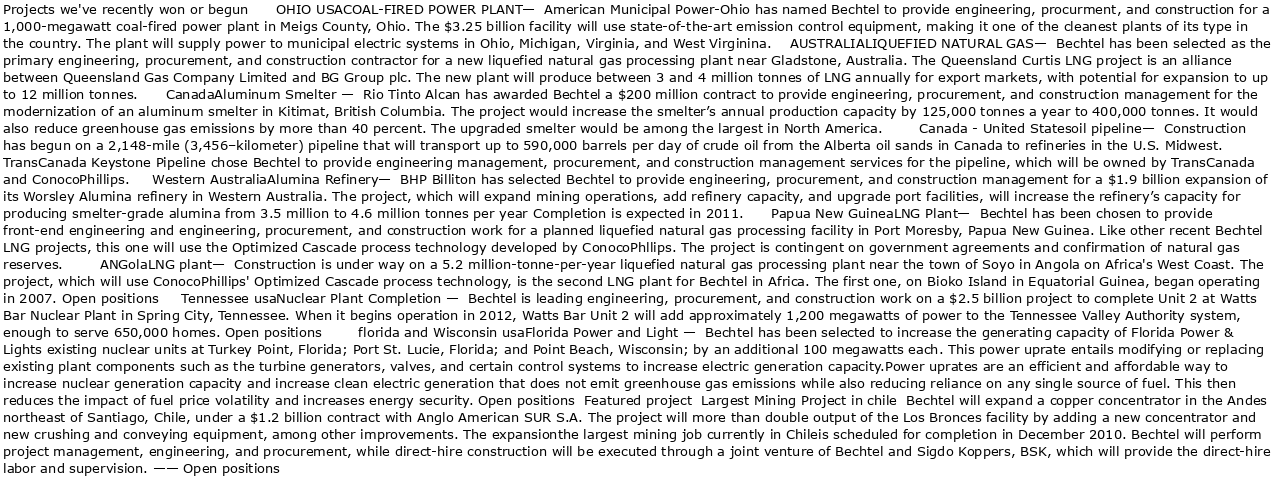 Projects we've recently won or begun OHIO USACOAL-FIRED POWER PLANT— American Municipal Power-Ohio has named Bechtel to provide engineering, procurment, and construction for a
1,000-megawatt coal-fired power plant in Meigs County, Ohio. The $3.25 billion facility will use state-of-the-art emission control equipment, making it one of the cleanest plants of its type in
the country. The plant will supply power to municipal electric systems in Ohio, Michigan, Virginia, and West Virginina. AUSTRALIALIQUEFIED NATURAL GAS— Bechtel has been selected as the
primary engineering, procurement, and construction contractor for a new liquefied natural gas processing plant near Gladstone, Australia. The Queensland Curtis LNG project is an alliance
between Queensland Gas Company Limited and BG Group plc. The new plant will produce between 3 and 4 million tonnes of LNG annually for export markets, with potential for expansion to up
to 12 million tonnes. CanadaAluminum Smelter — Rio Tinto Alcan has awarded Bechtel a $200 million contract to provide engineering, procurement, and construction management for the
modernization of an aluminum smelter in Kitimat, British Columbia. The project would increase the smelter’s annual production capacity by 125,000 tonnes a year to 400,000 tonnes. It would
also reduce greenhouse gas emissions by more than 40 percent. The upgraded smelter would be among the largest in North America. Canada - United Statesoil pipeline— Construction
has begun on a 2,148-mile (3,456–kilometer) pipeline that will transport up to 590,000 barrels per day of crude oil from the Alberta oil sands in Canada to refineries in the U.S. Midwest.
TransCanada Keystone Pipeline chose Bechtel to provide engineering management, procurement, and construction management services for the pipeline, which will be owned by TransCanada
and ConocoPhillips. Western AustraliaAlumina Refinery— BHP Billiton has selected Bechtel to provide engineering, procurement, and construction management for a $1.9 billion expansion of
its Worsley Alumina refinery in Western Australia. The project, which will expand mining operations, add refinery capacity, and upgrade port facilities, will increase the refinery’s capacity for
producing smelter-grade alumina from 3.5 million to 4.6 million tonnes per year Completion is expected in 2011. Papua New GuineaLNG Plant— Bechtel has been chosen to provide
front-end engineering and engineering, procurement, and construction work for a planned liquefied natural gas processing facility in Port Moresby, Papua New Guinea. Like other recent Bechtel
LNG projects, this one will use the Optimized Cascade process technology developed by ConocoPhllips. The project is contingent on government agreements and confirmation of natural gas
reserves. ANGolaLNG plant— Construction is under way on a 5.2 million-tonne-per-year liquefied natural gas processing plant near the town of Soyo in Angola on Africa's West Coast. The
project, which will use ConocoPhillips' Optimized Cascade process technology, is the second LNG plant for Bechtel in Africa. The first one, on Bioko Island in Equatorial Guinea, began operating
in 2007. Open positions Tennessee usaNuclear Plant Completion — Bechtel is leading engineering, procurement, and construction work on a $2.5 billion project to complete Unit 2 at Watts
Bar Nuclear Plant in Spring City, Tennessee. When it begins operation in 2012, Watts Bar Unit 2 will add approximately 1,200 megawatts of power to the Tennessee Valley Authority system,
enough to serve 650,000 homes. Open positions florida and Wisconsin usaFlorida Power and Light — Bechtel has been selected to increase the generating capacity of Florida Power &
Lights existing nuclear units at Turkey Point, Florida; Port St. Lucie, Florida; and Point Beach, Wisconsin; by an additional 100 megawatts each. This power uprate entails modifying or replacing
existing plant components such as the turbine generators, valves, and certain control systems to increase electric generation capacity.Power uprates are an efficient and affordable way to
increase nuclear generation capacity and increase clean electric generation that does not emit greenhouse gas emissions while also reducing reliance on any single source of fuel. This then
reduces the impact of fuel price volatility and increases energy security. Open positions Featured project Largest Mining Project in chile Bechtel will expand a copper concentrator in the Andes
northeast of Santiago, Chile, under a $1.2 billion contract with Anglo American SUR S.A. The project will more than double output of the Los Bronces facility by adding a new concentrator and
new crushing and conveying equipment, among other improvements. The expansionthe largest mining job currently in Chileis scheduled for completion in December 2010. Bechtel will perform
project management, engineering, and procurement, while direct-hire construction will be executed through a joint venture of Bechtel and Sigdo Koppers, BSK, which will provide the direct-hire
labor and supervision. —— Open positions